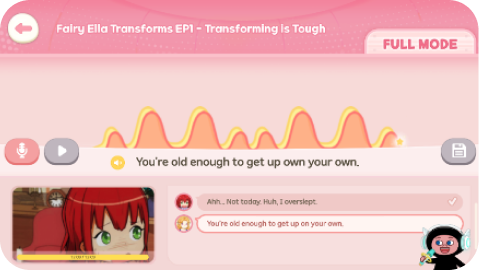 Fairy Ella Transforms EP1 - Transforming is Tough
FULL MODE
You're old enough to get up own your own.
Ahh... Not today. Huh, I overslept.
You're old enough to get up on your own.